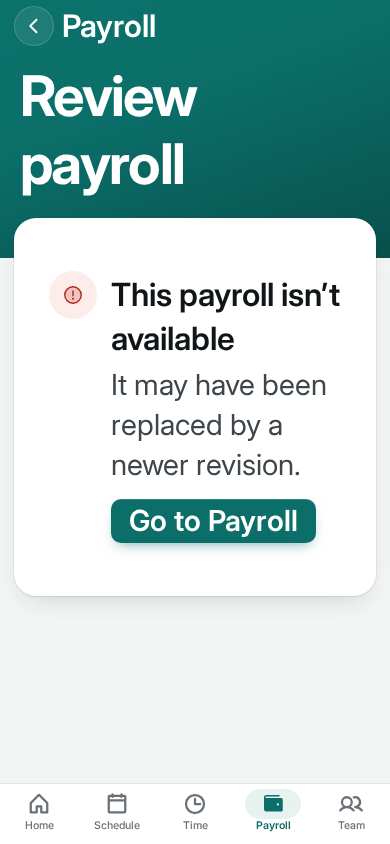 Payroll
Review
payroll
This payroll isn’t
available
It may have been
replaced by a
newer revision.
Go to Payroll
Home
Schedule
Time
Payroll
Team